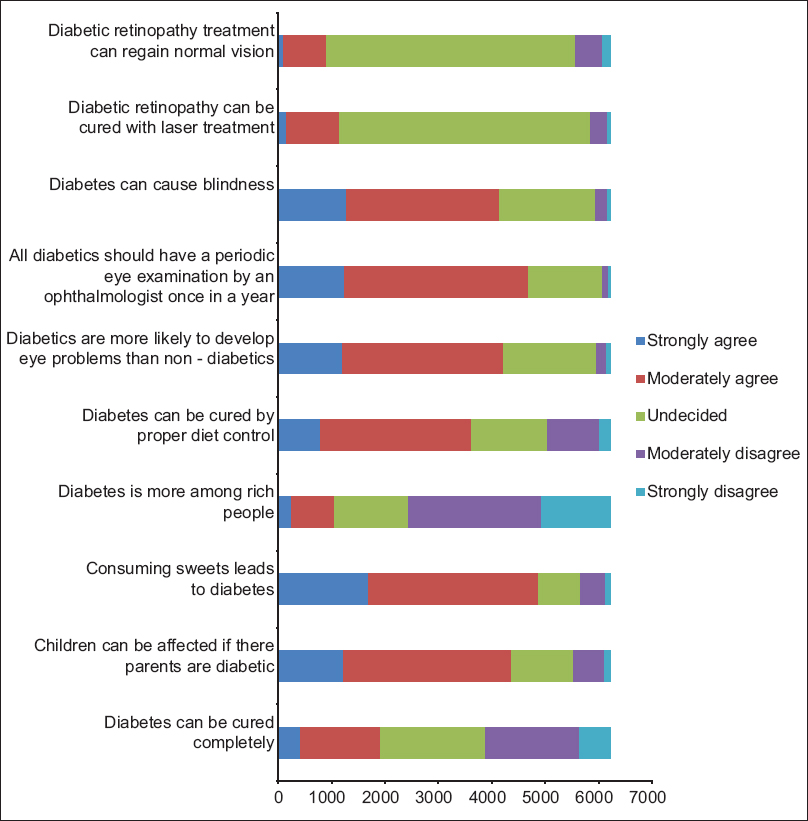 Diabetic retinopathy treatment
can regain normal vision
Diabetic retinopathy can be
cured with laser treatment
Diabetes can cause blindness
All diabetics should have a periodic
eye examination by an
ophthalmologist once in a year
Diabetics are more likely to develop
eye problems than non - diabetics
Diabetes can be cured by
proper diet control
Diabetes is more among rich
people
Consuming sweets leads
to diabetes
Children can be affected if there
parents are diabetic
Diabetes can be cured
completely
0 1000 2000 3000 4000 5000 6000 7000
Strongly agree
Moderately agree
Undecided
Moderately disagree
Strongly disagree